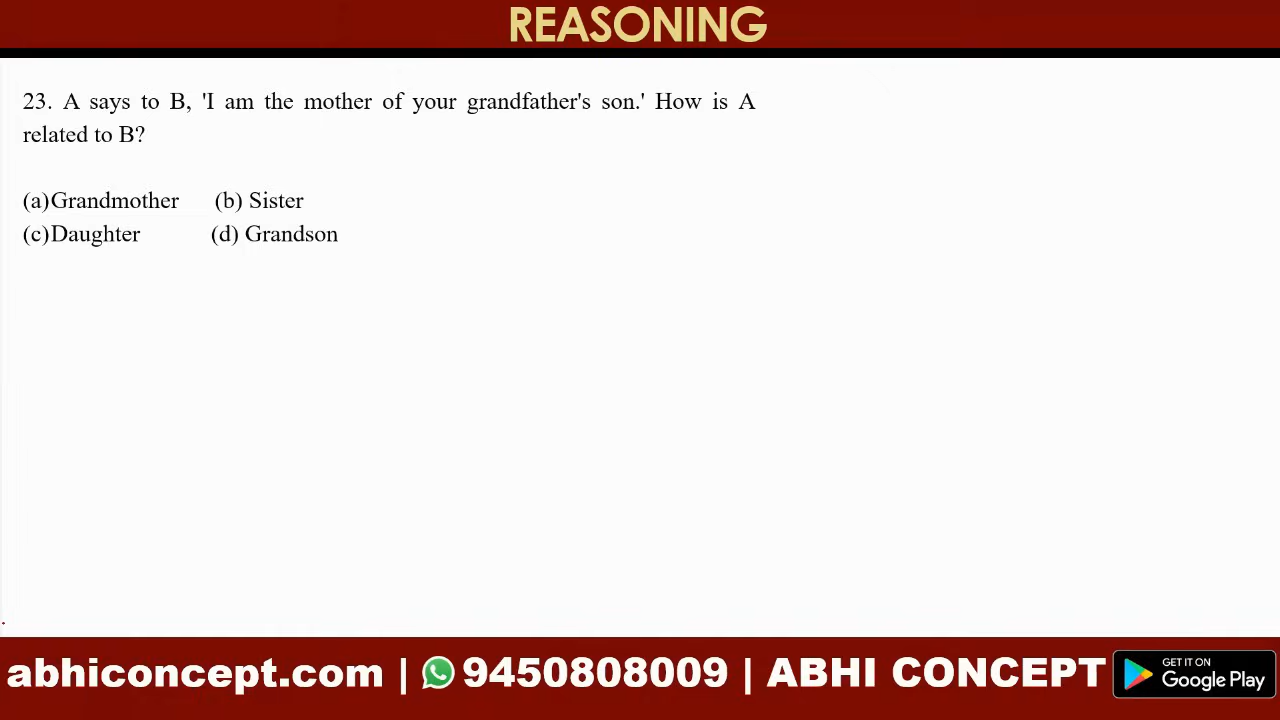 REASONING
23. A says to B, 'I am the mother of your grandfather's son.' How is A
related to B?
(a)Grandmother (b) Sister
(c)Daughter (d) Grandson
abhiconcept.com | 9450808009 | ABHI CONCEPT
GET IT ON
Google Play